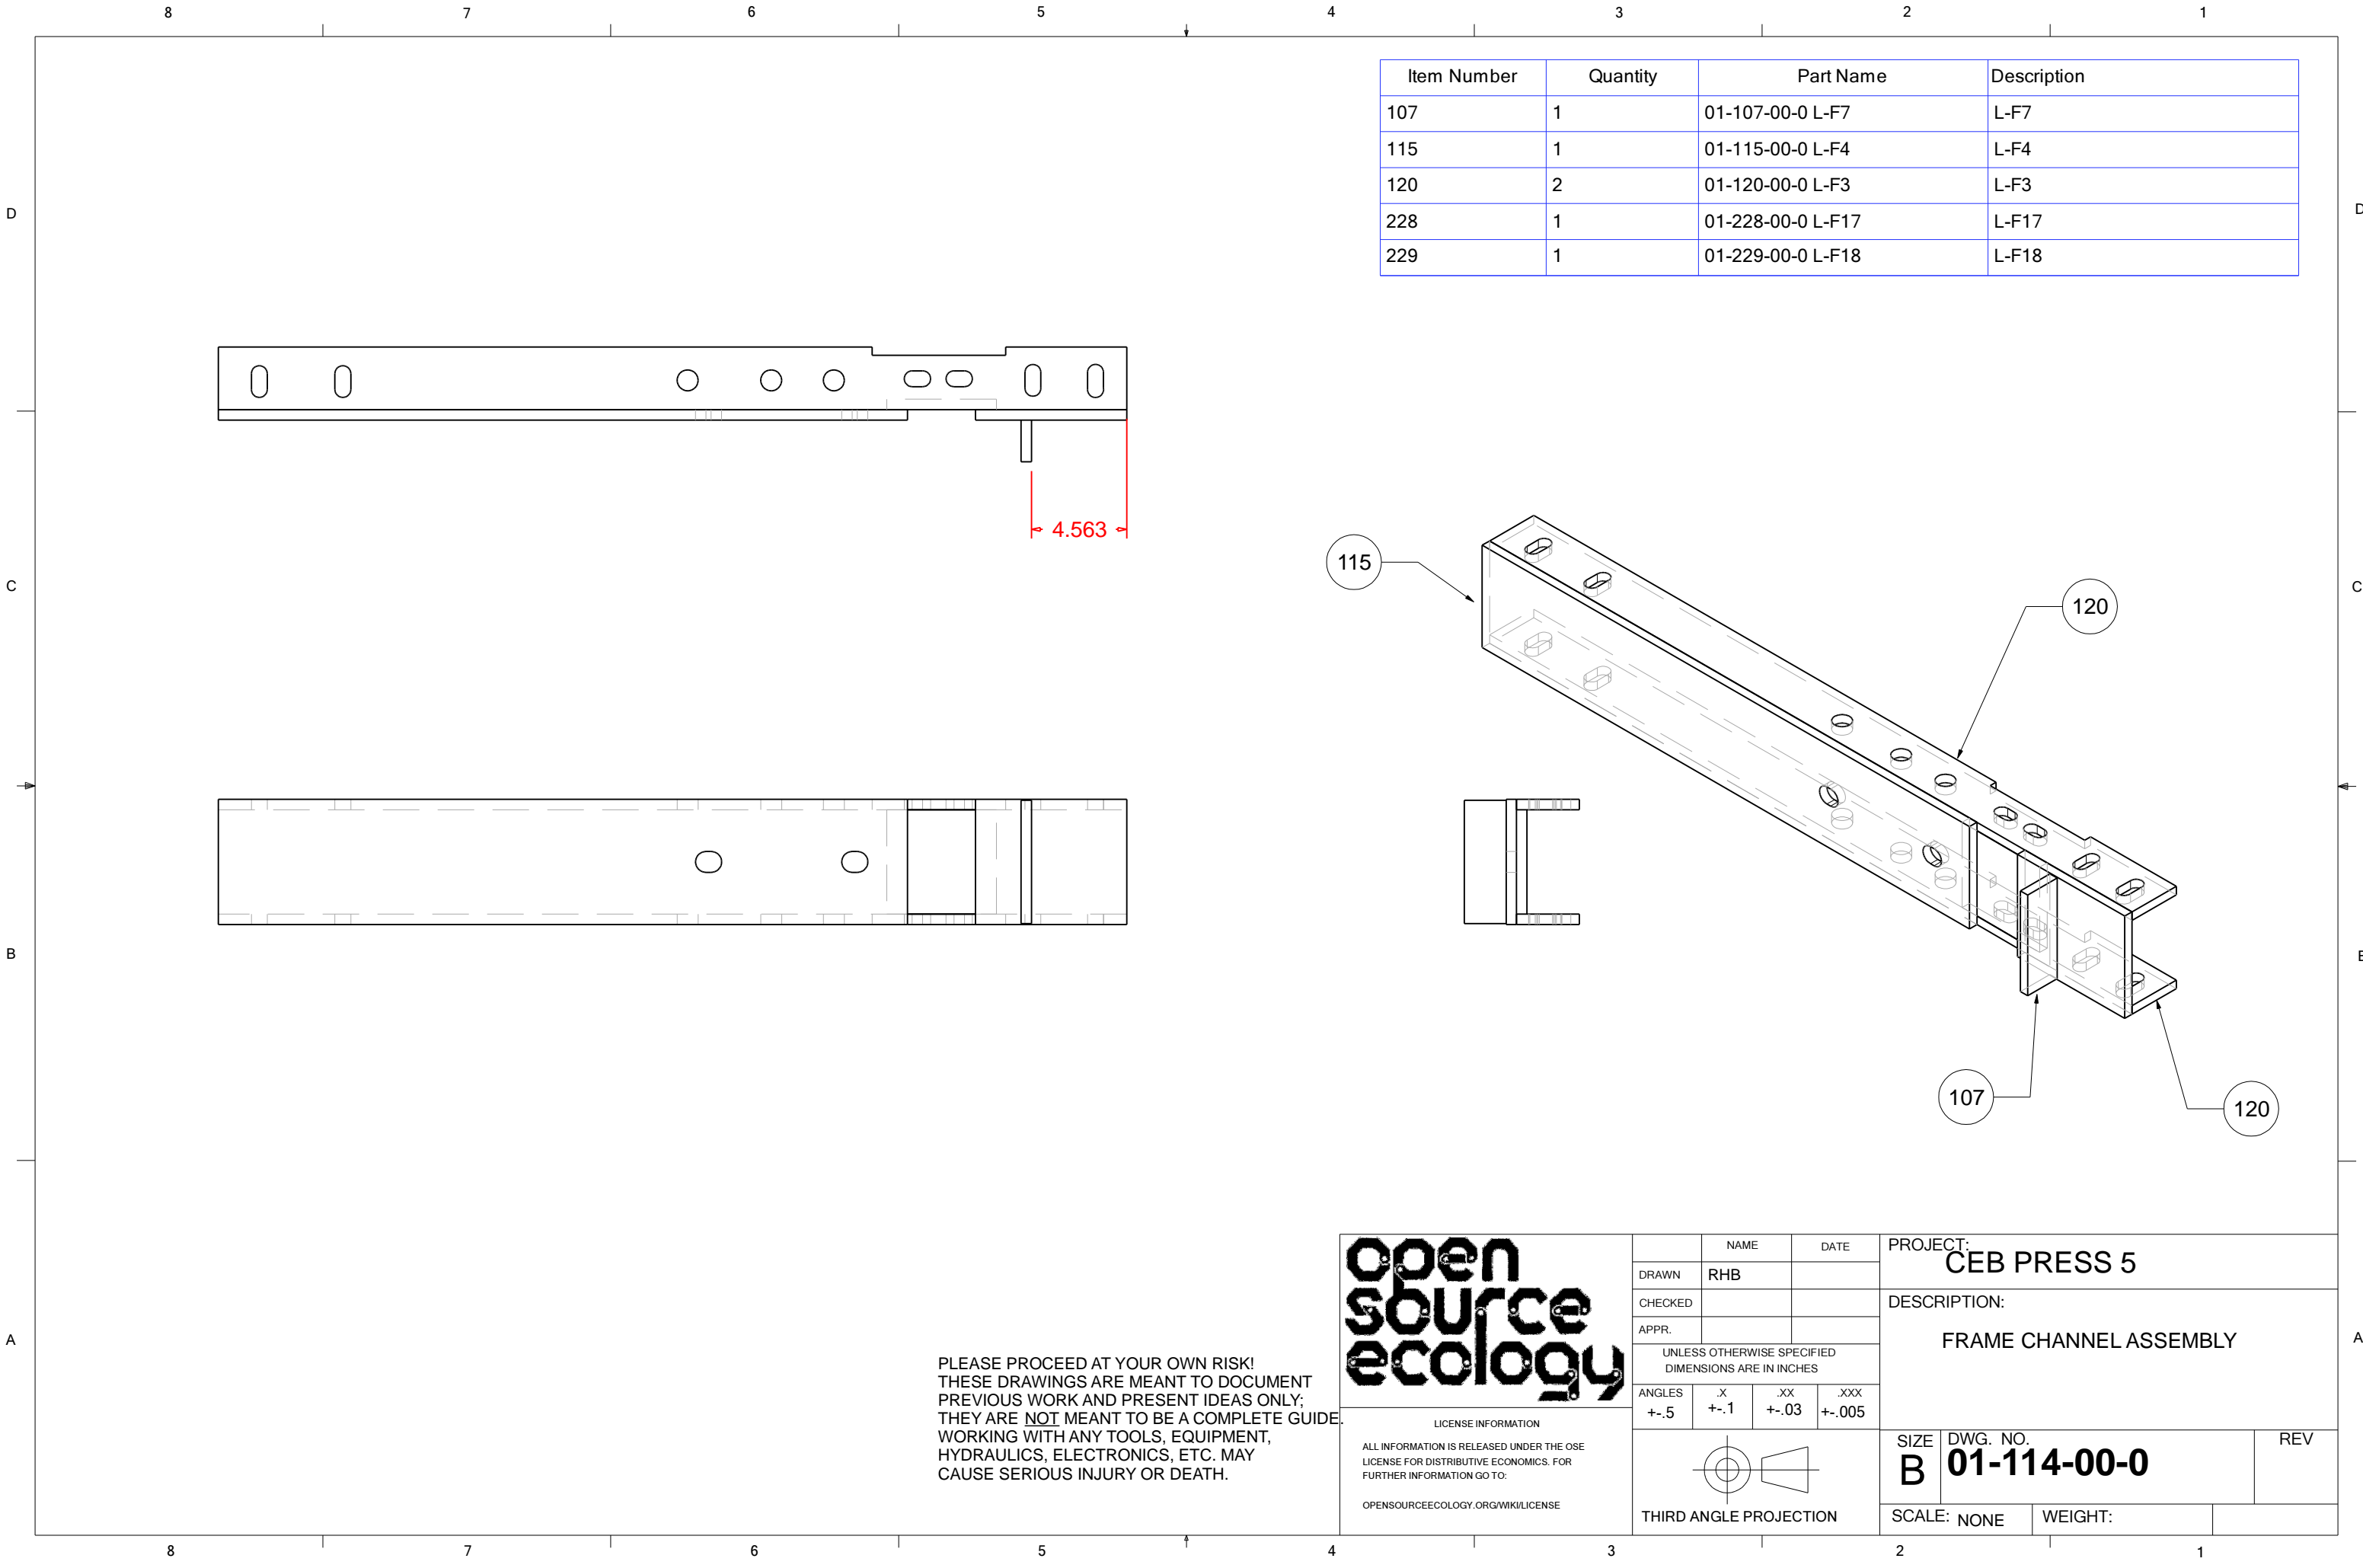 8 7 6 5 4 3 2 1
Item Number Quantity Part Name Description
107 1 01-107-00-0 L-F7 L-F7
115 1 01-115-00-0 L-F4 L-F4
120 2 01-120-00-0 L-F3 L-F3
228 1 01-228-00-0 L-F17 L-F17
229 1 01-229-00-0 L-F18 L-F18
D D
4.563
115
120
C C
B B
107
120
A A
PLEASE PROCEED AT YOUR OWN RISK!
THESE DRAWINGS ARE MEANT TO DOCUMENT
PREVIOUS WORK AND PRESENT IDEAS ONLY;
THEY ARE NOT MEANT TO BE A COMPLETE GUIDE.
WORKING WITH ANY TOOLS, EQUIPMENT,
HYDRAULICS, ELECTRONICS, ETC. MAY
CAUSE SERIOUS INJURY OR DEATH.
open
source
ecology
LICENSE INFORMATION
ALL INFORMATION IS RELEASED UNDER THE OSE
LICENSE FOR DISTRIBUTIVE ECONOMICS. FOR
FURTHER INFORMATION GO TO:
OPENSOURCEECOLOGY.ORG/WIKI/LICENSE
NAME DATE
DRAWN RHB
CHECKED
APPR.
UNLESS OTHERWISE SPECIFIED
DIMENSIONS ARE IN INCHES
ANGLES .X .XX .XXX
+-.5 +-.1 +-.03 +-.005
THIRD ANGLE PROJECTION
PROJECT:
CEB PRESS 5
DESCRIPTION:
FRAME CHANNEL ASSEMBLY
SIZE DWG. NO. REV
B 01-114-00-0
SCALE: NONE WEIGHT:
8 7 6 5 4 3 2 1